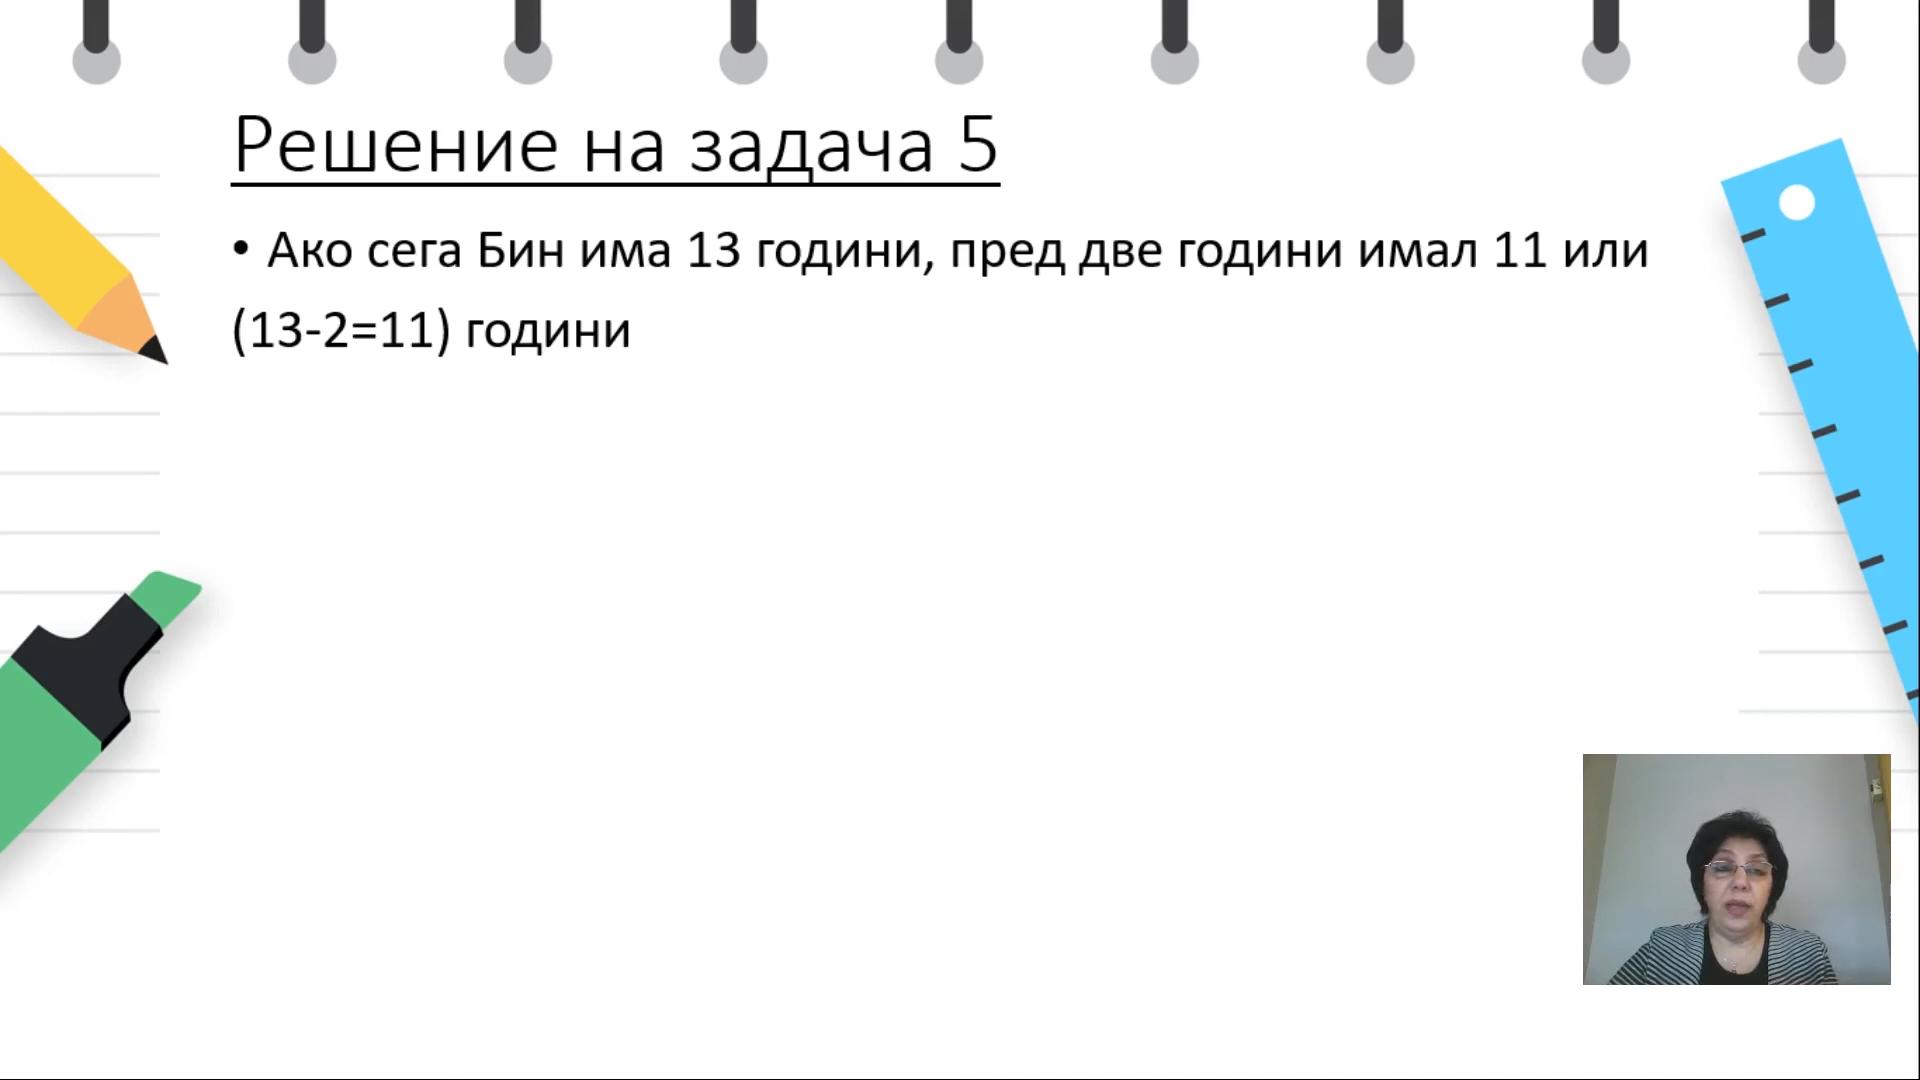 Решение на задача 5
• Ако сега Бин има 13 години, пред две години имал 11 или
(13-2=11) години